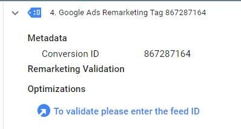 4. Google Ads Remarketing Tag 867287164
Metadata
Conversion ID 867287164
Remarketing Validation
Optimizations
To validate please enter the feed ID